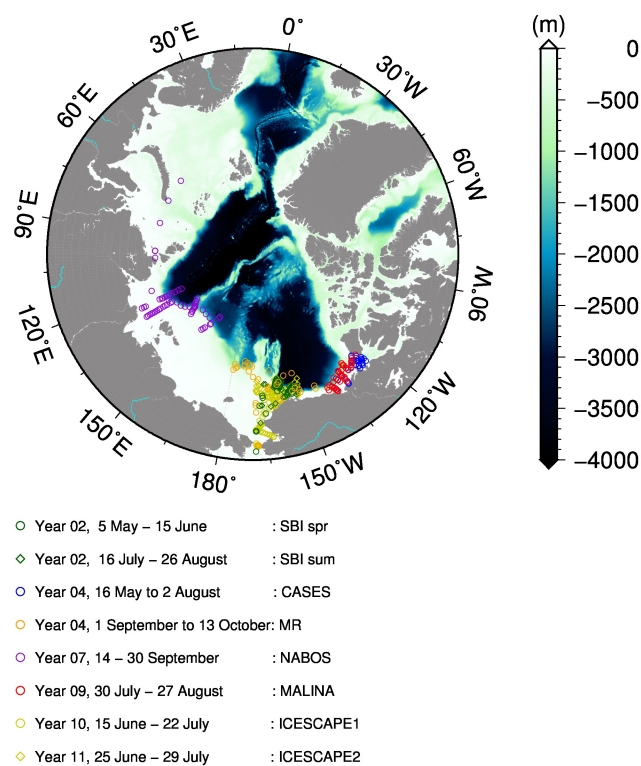 (m)
0
−500
−1000
−1500
−2000
−2500
−3000
−3500
−4000
0˚
30˚W
60˚W
90˚W
120˚W
150˚W
180˚
150˚E
120˚E
90˚E
60˚E
30˚E
Year 02, 5 May − 15 June : SBI spr
Year 02, 16 July − 26 August : SBI sum
Year 04, 16 May to 2 August : CASES
Year 04, 1 September to 13 October: MR
Year 07, 14 − 30 September : NABOS
Year 09, 30 July − 27 August : MALINA
Year 10, 15 June − 22 July : ICESCAPE1
Year 11, 25 June − 29 July : ICESCAPE2